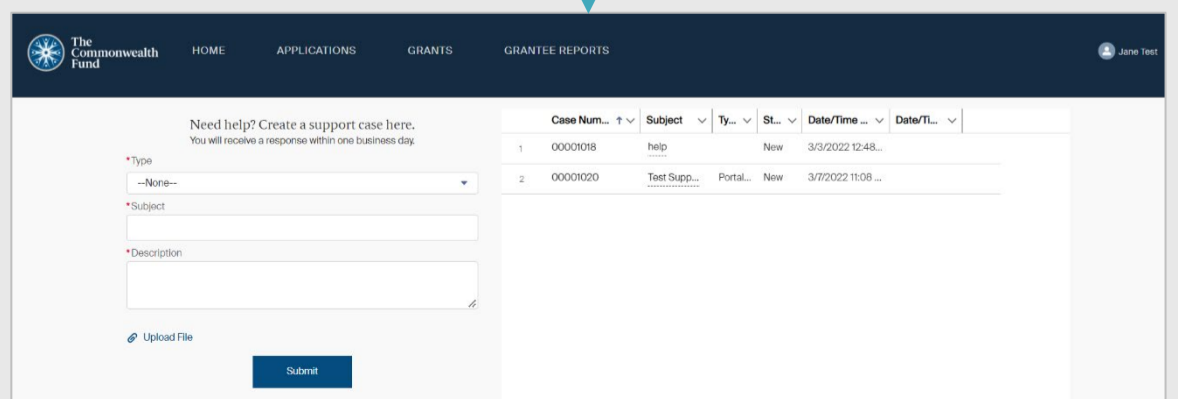 The
Commonwealth
Fund
HOME APPLICATIONS GRANTS GRANTEE REPORTS
Jane Test
Need help? Create a support case here.
You will receive a response within one business day.
*Type
--None--
*Subject
*Description
Upload File
Submit
Case Num... Subject Ty... St... Date/Time ... Date/Ti...
1 00001018 help New 3/3/2022 12:48...
2 00001020 Test Supp... Portal... New 3/7/2022 11:08 ...